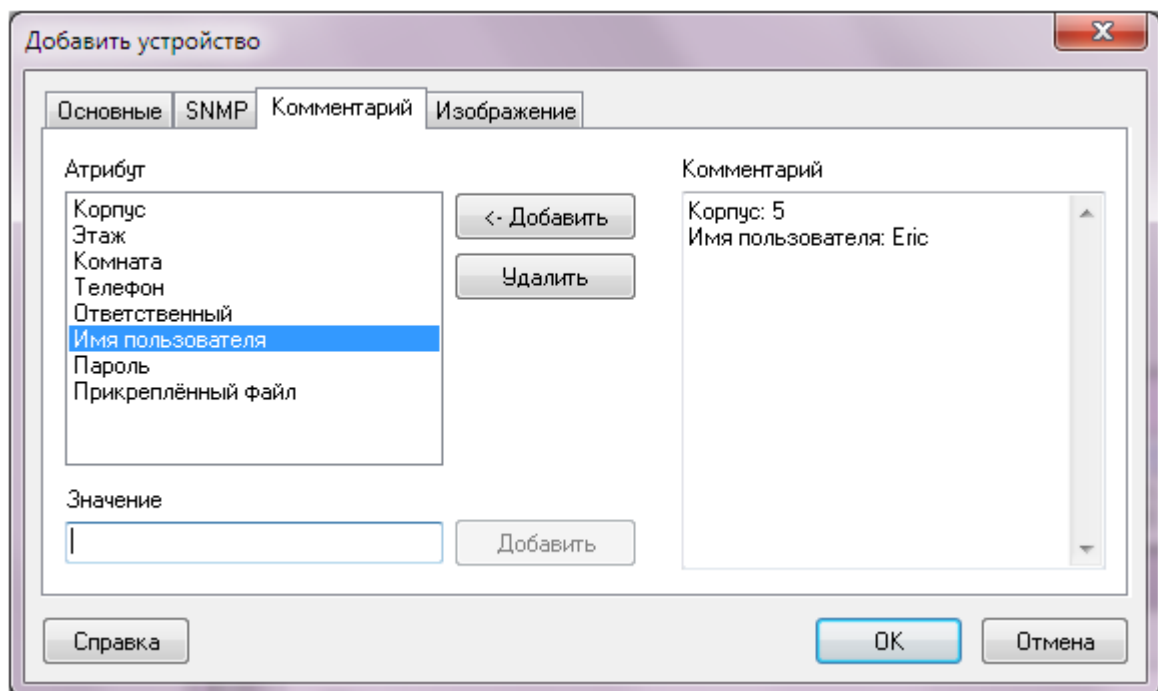 Добавить устройство
Основные
SNMP
Комментарий
Изображение
Атрибут
Корпус
Этаж
Комната
Телефон
Ответственный
Имя пользователя
Пароль
Прикреплённый файл
<- Добавить
Удалить
Комментарий
Корпус: 5
Имя пользователя: Eric
Значение
Добавить
Справка
OK
Отмена